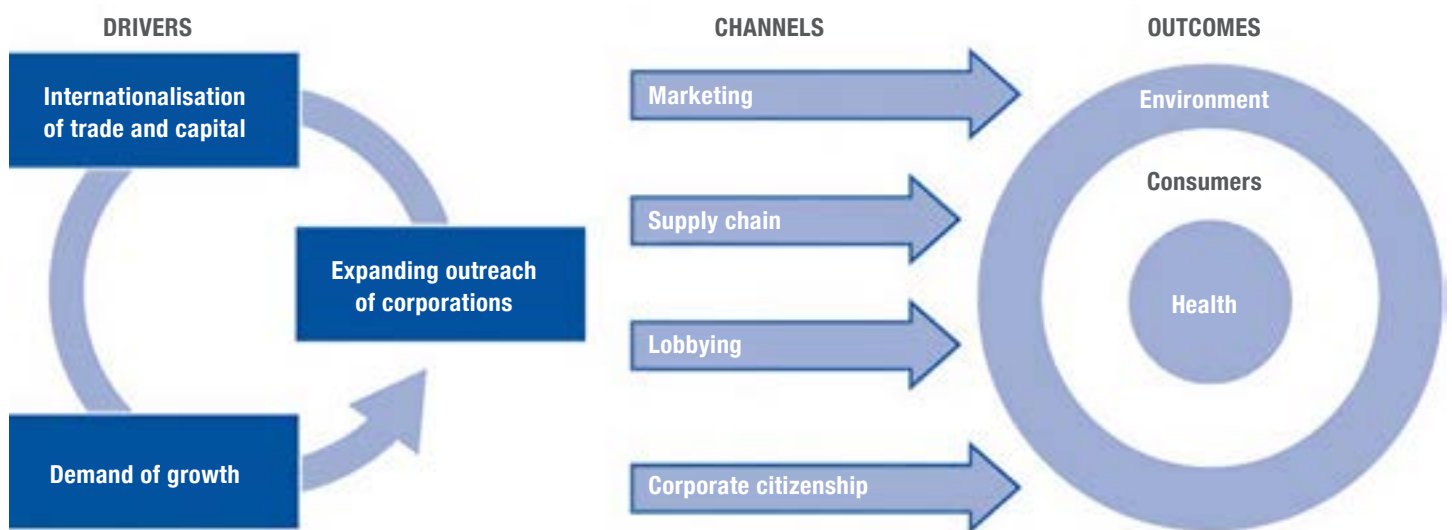 DRIVERS
Internationalisation
of trade and capital
Expanding outreach
of corporations
Demand of growth
CHANNELS
Marketing
Supply chain
Lobbying
Corporate citizenship
OUTCOMES
Environment
Consumers
Health